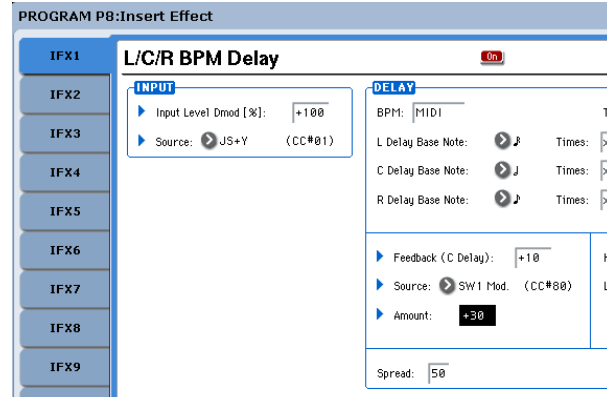 PROGRAM P8:Insert Effect
IFX1
L/C/R BPM Delay
On
IFX2
INPUT
DELAY
Input Level Dmod [%]: +100
BPM: MIDI
IFX3
Source: JS+Y (CC#01)
L Delay Base Note: Times:
IFX4
C Delay Base Note: Times:
IFX5
R Delay Base Note: Times:
IFX6
Feedback (C Delay): +10
IFX7
Source: SW1 Mod. (CC#80)
IFX8
Amount: +30
IFX9
Spread: 50